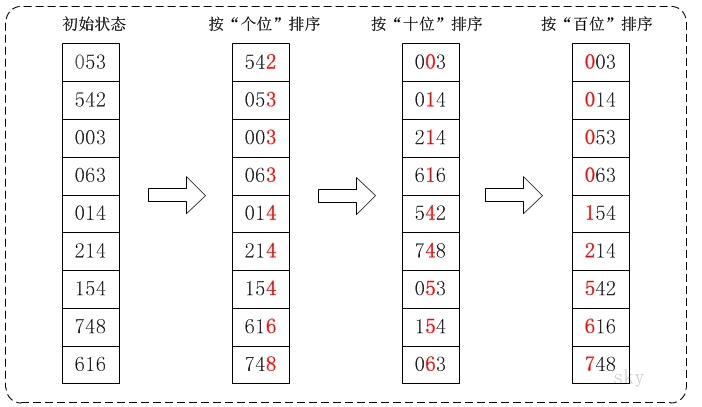 初始状态 按“个位”排序 按“十位”排序 按“百位”排序
053 542 003 003
542 053 014 014
003 003 214 053
063 063 616 063
014 014 542 154
214 214 748 214
154 154 053 542
748 616 154 616
616 748 063 748
sky